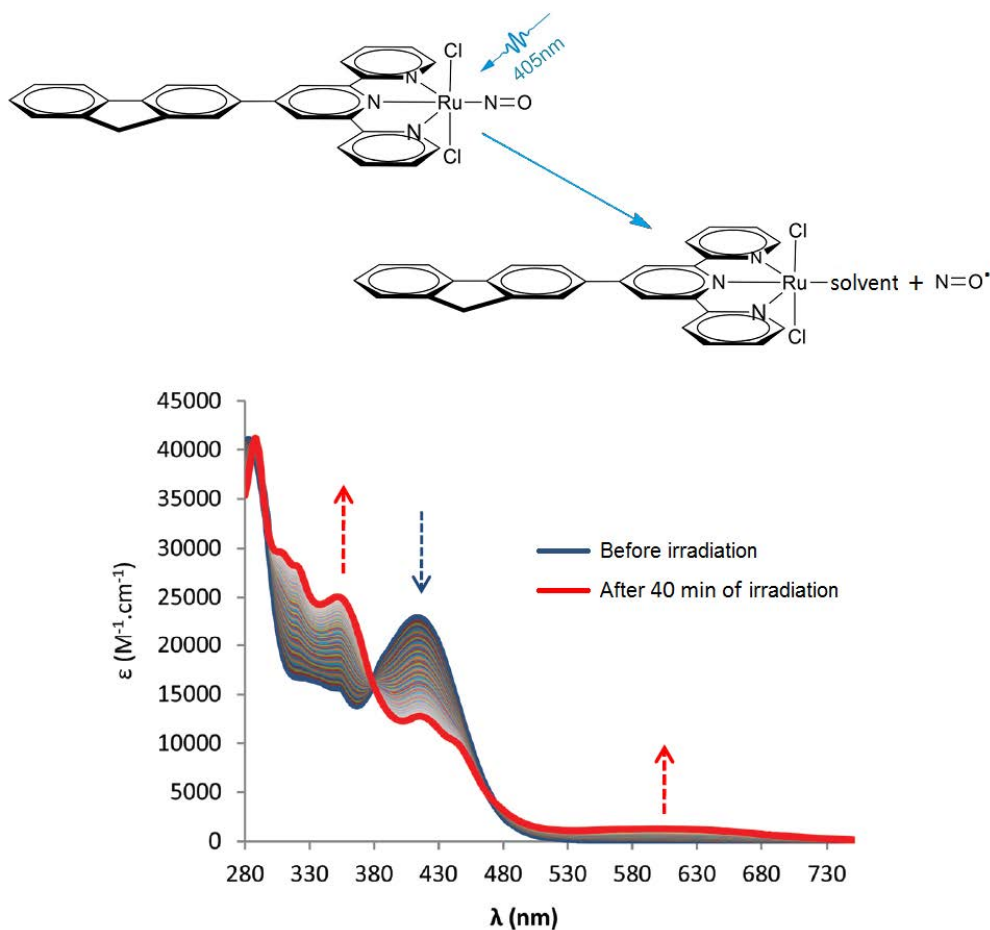 Cl
405nm
N
N
Ru
N
O
N
Cl
Cl
N
N
Ru
solvent + N=O•
N
Cl
45000
40000
35000
30000
25000
20000
15000
10000
5000
0
ε (M⁻¹.cm⁻¹)
Before irradiation
After 40 min of irradiation
280 330 380 430 480 530 580 630 680 730
λ (nm)